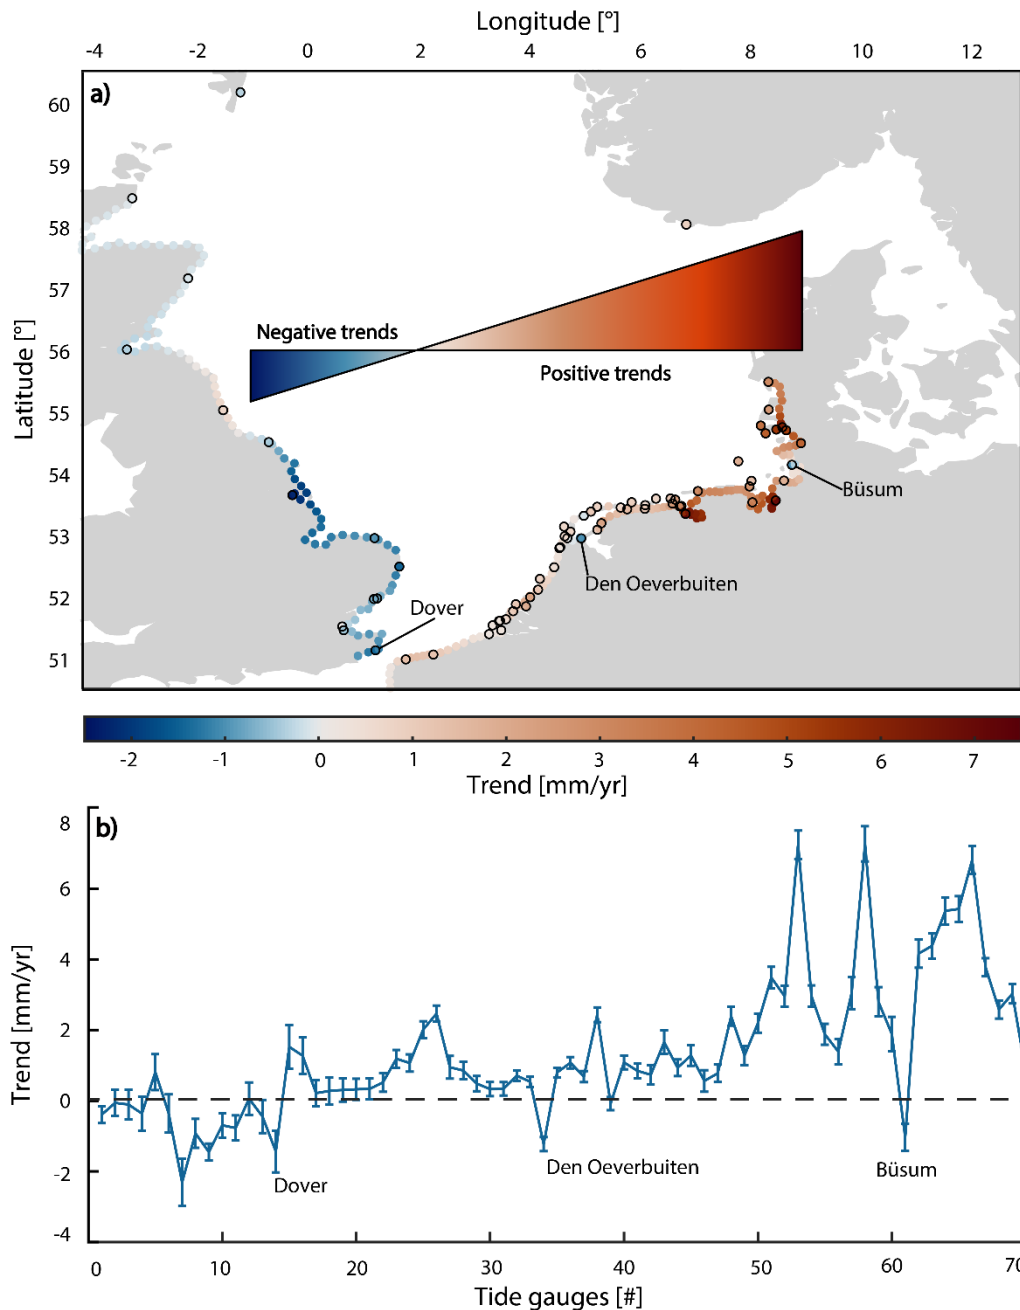 Longitude [°]
-4 -2 0 2 4 6 8 10 12
a)
60
59
58
57
56
55
54
53
52
51
Latitude [°]
Negative trends
Positive trends
Büsum
Den Oeverbuiten
Dover
-2 -1 0 1 2 3 4 5 6 7
Trend [mm/yr]
b)
8
6
4
2
0
-2
-4
Trend [mm/yr]
Dover
Den Oeverbuiten
Büsum
0 10 20 30 40 50 60 70
Tide gauges [#]